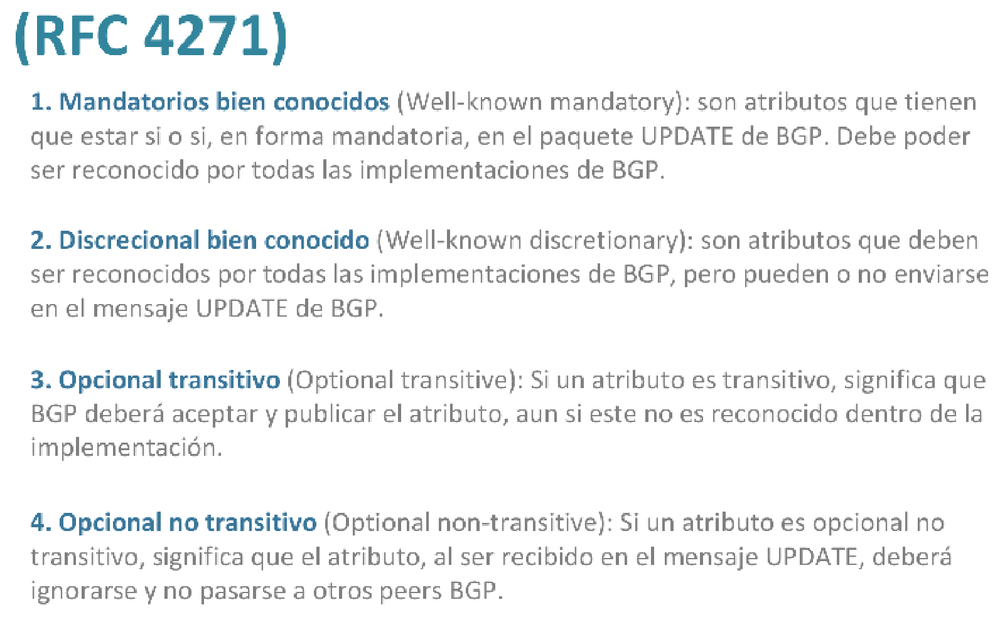 (RFC 4271)
1. Mandatorios bien conocidos (Well-known mandatory): son atributos que tienen
que estar si o si, en forma mandatoria, en el paquete UPDATE de BGP. Debe poder
ser reconocido por todas las implementaciones de BGP.
2. Discrecional bien conocido (Well-known discretionary): son atributos que deben
ser reconocidos por todas las implementaciones de BGP, pero pueden o no enviarse
en el mensaje UPDATE de BGP.
3. Opcional transitivo (Optional transitive): Si un atributo es transitivo, significa que
BGP deberá aceptar y publicar el atributo, aun si este no es reconocido dentro de la
implementación.
4. Opcional no transitivo (Optional non-transitive): Si un atributo es opcional no
transitivo, significa que el atributo, al ser recibido en el mensaje UPDATE, deberá
ignorarse y no pasarse a otros peers BGP.